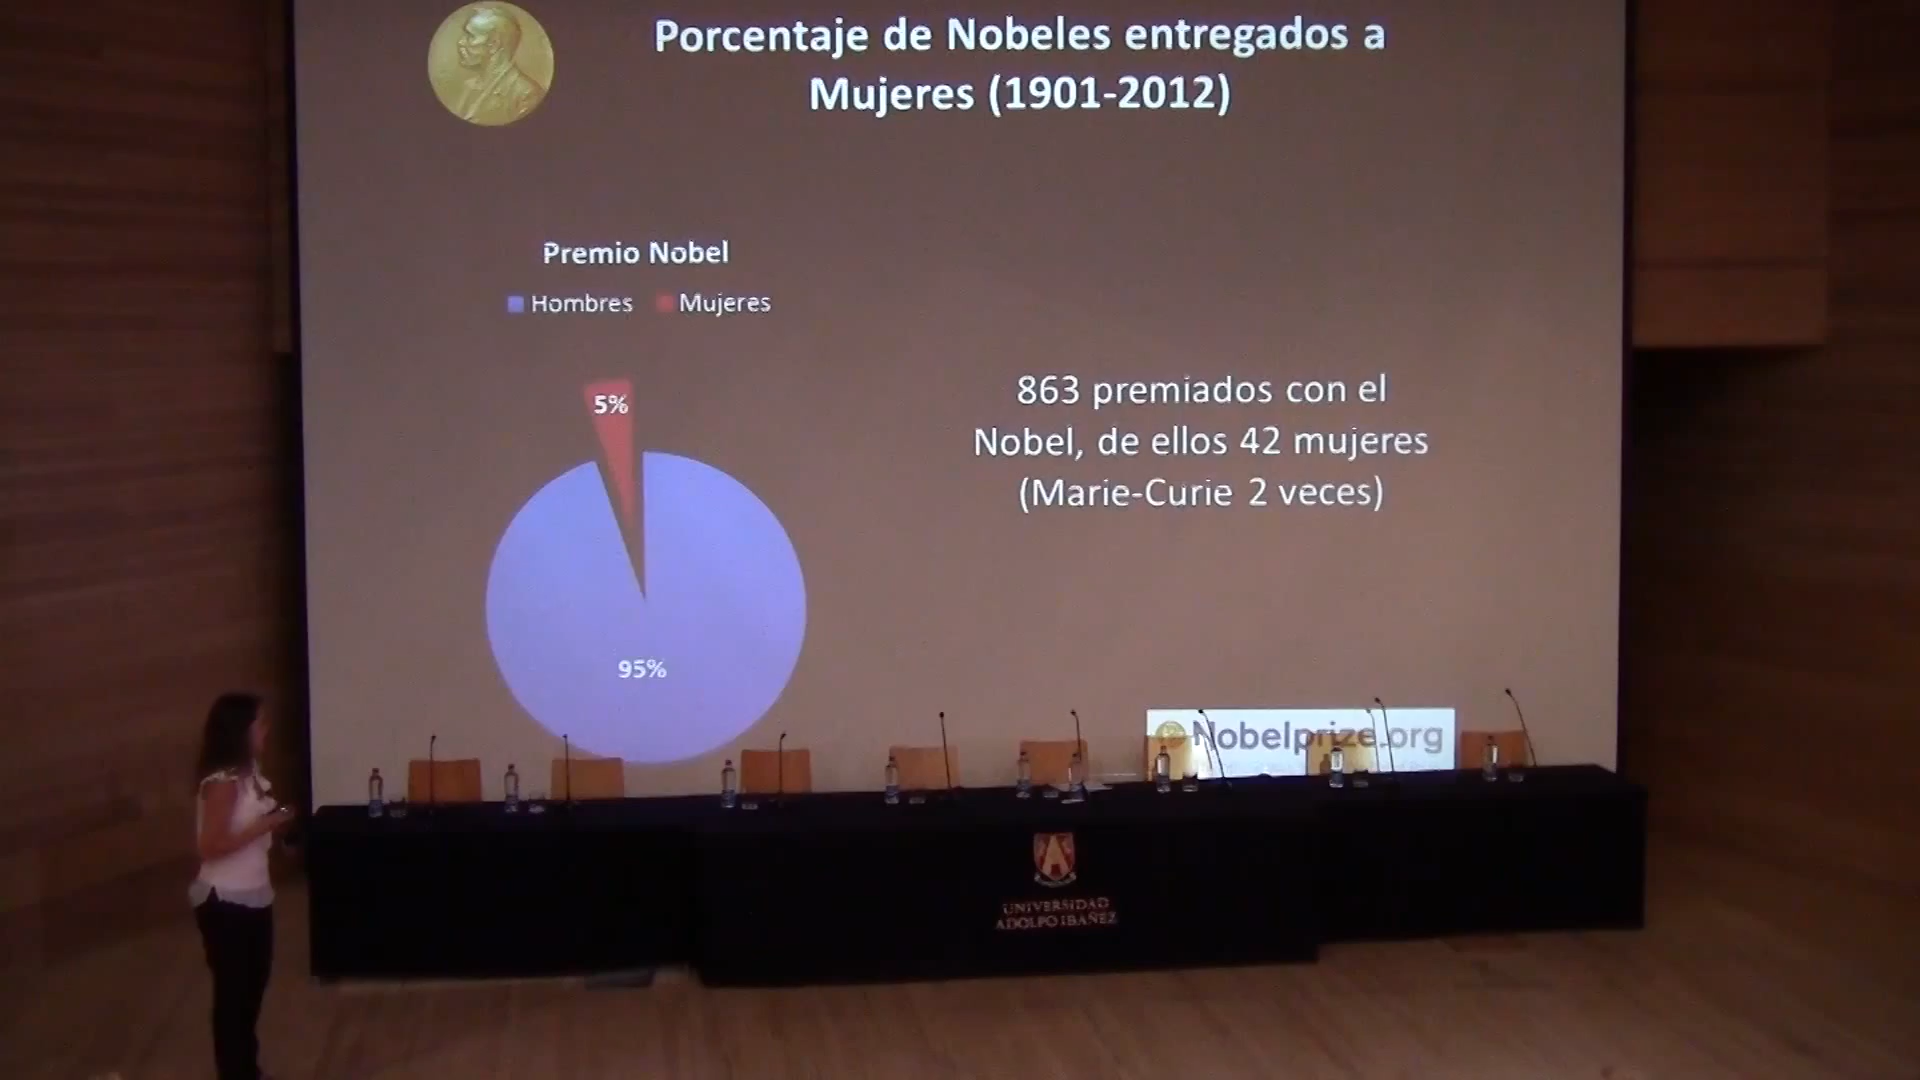 Porcentaje de Nobeles entregados a
Mujeres (1901-2012)
Premio Nobel
Hombres Mujeres
5%
95%
863 premiados con el
Nobel, de ellos 42 mujeres
(Marie-Curie 2 veces)
Nobelprize.org
UNIVERSIDAD
ADOLFO IBAÑEZ